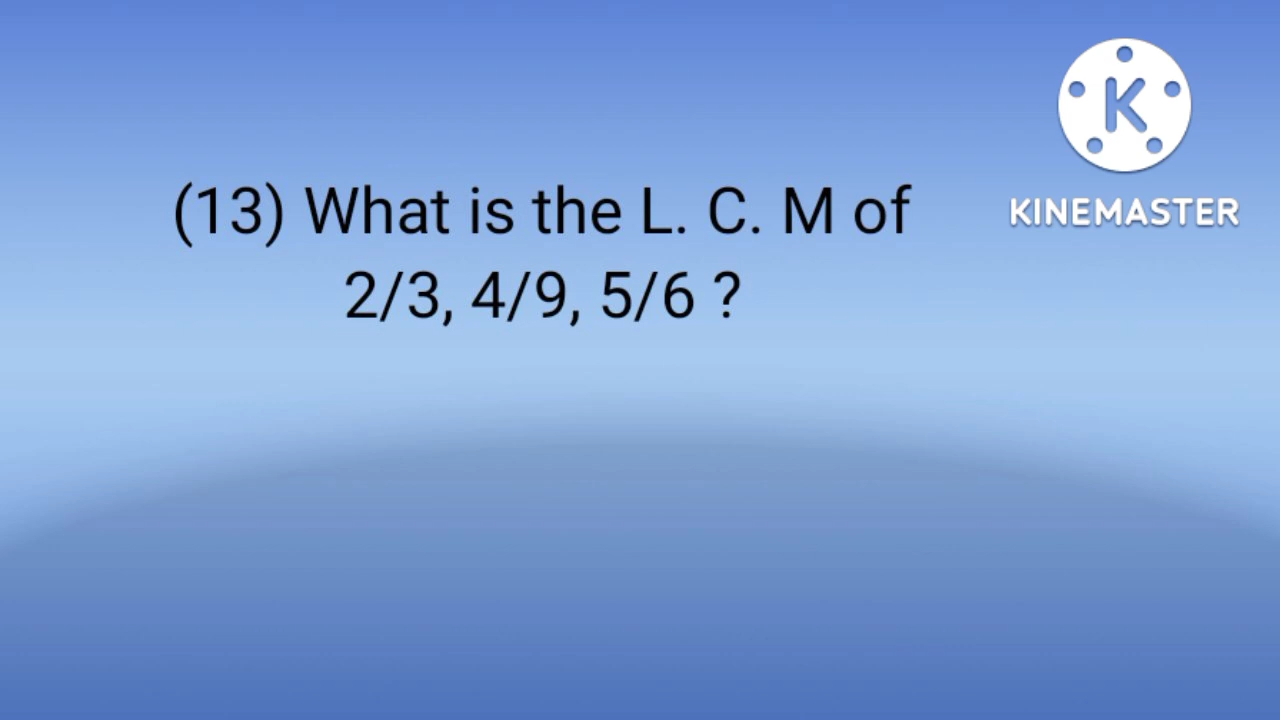 (13) What is the L. C. M of
2/3, 4/9, 5/6 ?
K
KINEMASTER